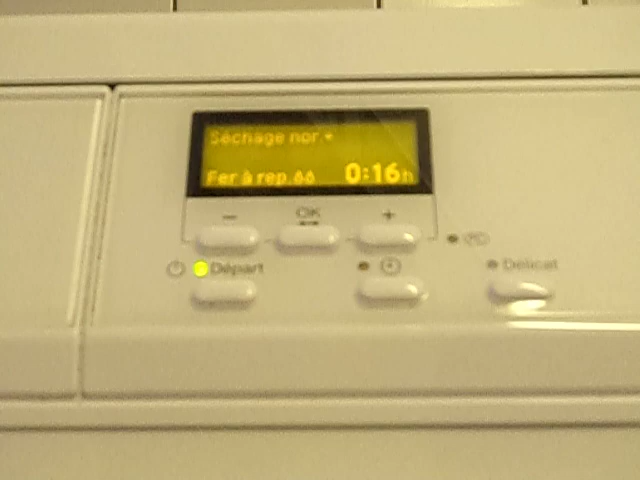 Séchage nor.+
Fer à rep.
0:16h
- OK +
Départ
Délicat